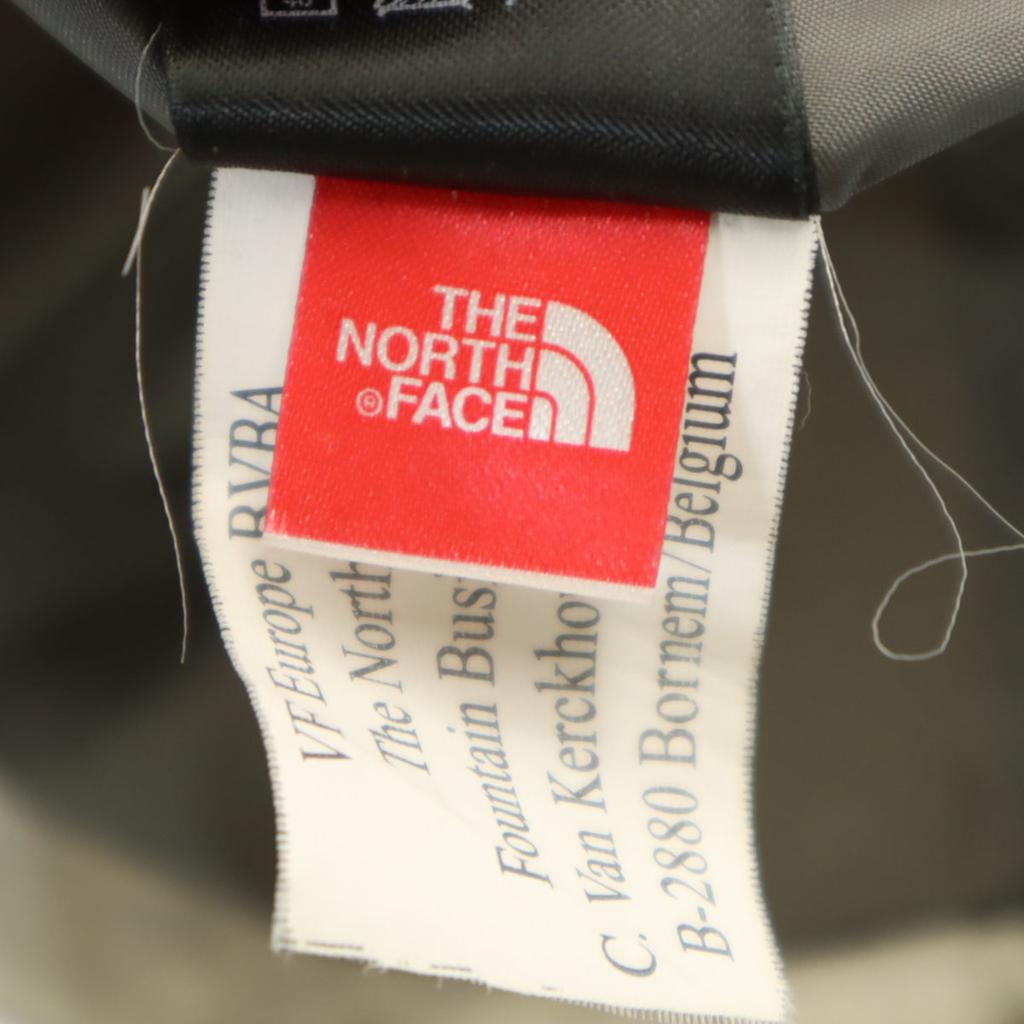 THE
NORTH
®FACE
VF Europe BVBA
The North
Fountain Bus
C. Van Kerckho
B-2880 Bornem/Belgium